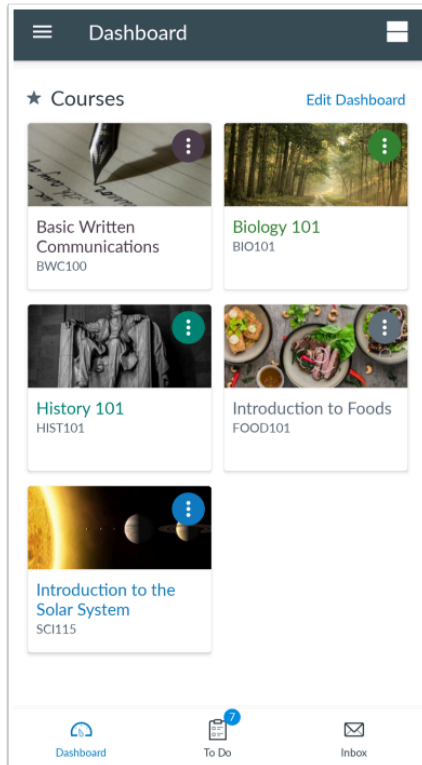 Dashboard
★ Courses
Edit Dashboard
Basic Written
Communications
BWC100
Biology 101
BIO101
History 101
HIST101
Introduction to Foods
FOOD101
Introduction to the
Solar System
SCI115
7
Dashboard
To Do
Inbox